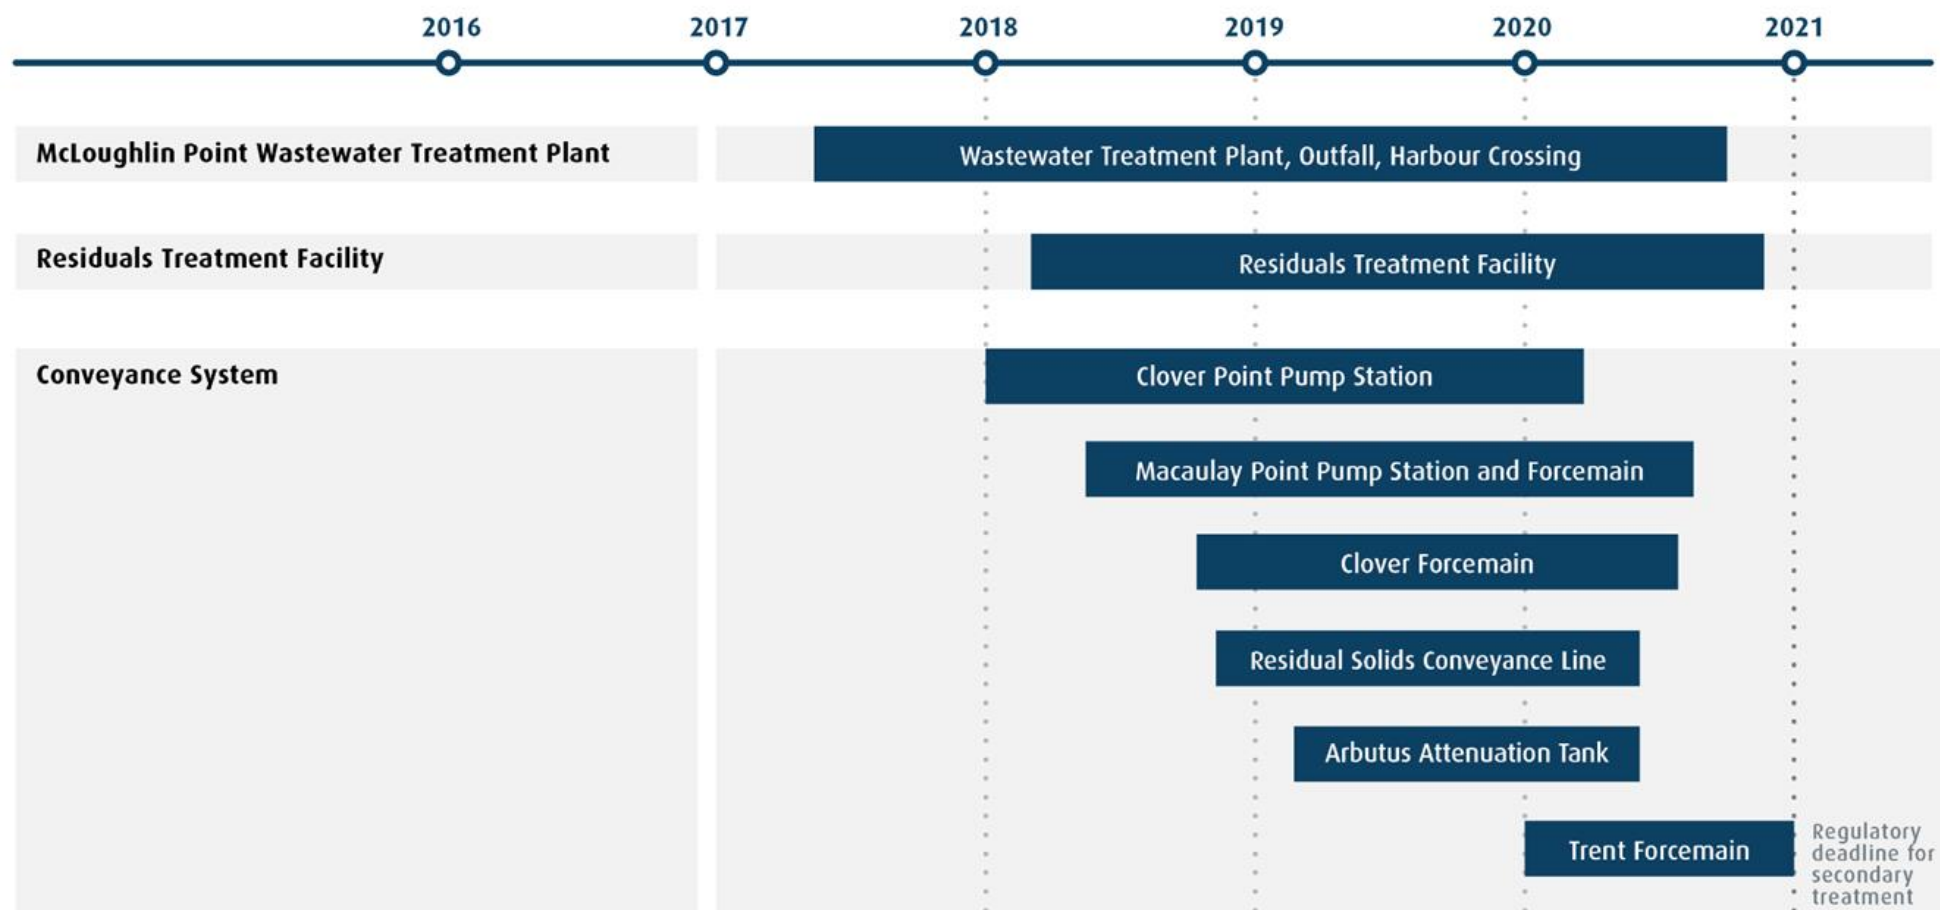 2016
2017
2018
2019
2020
2021
McLoughlin Point Wastewater Treatment Plant
Wastewater Treatment Plant, Outfall, Harbour Crossing
Residuals Treatment Facility
Residuals Treatment Facility
Conveyance System
Clover Point Pump Station
Macaulay Point Pump Station and Forcemain
Clover Forcemain
Residual Solids Conveyance Line
Arbutus Attenuation Tank
Trent Forcemain
Regulatory
deadline for
secondary
treatment